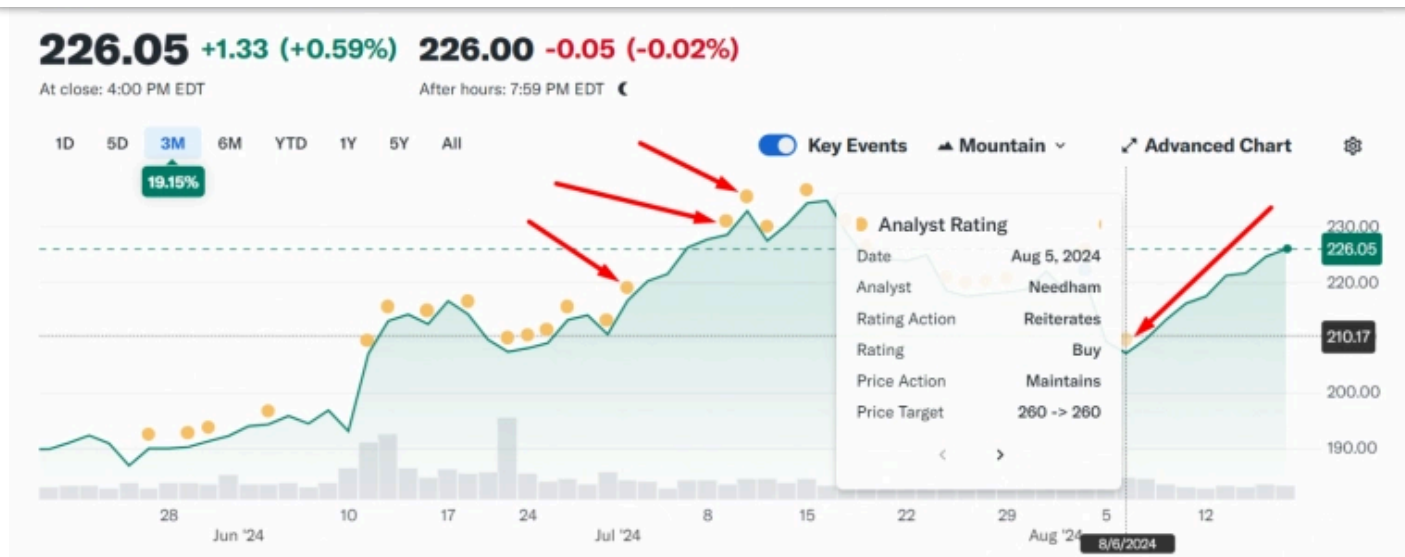 226.05 +1.33 (+0.59%) 226.00 -0.05 (-0.02%)
At close: 4:00 PM EDT After hours: 7:59 PM EDT
1D 5D 3M 6M YTD 1Y 5Y All Key Events Mountain Advanced Chart
19.15%
Analyst Rating
Date Aug 5, 2024
Analyst Needham
Rating Action Reiterates
Rating Buy
Price Action Maintains
Price Target 260 -> 260
230.00
226.05
220.00
210.17
200.00
190.00
28 10 17 24 8 15 22 29 5 12
Jun '24 Jul '24 Aug '24
8/6/2024